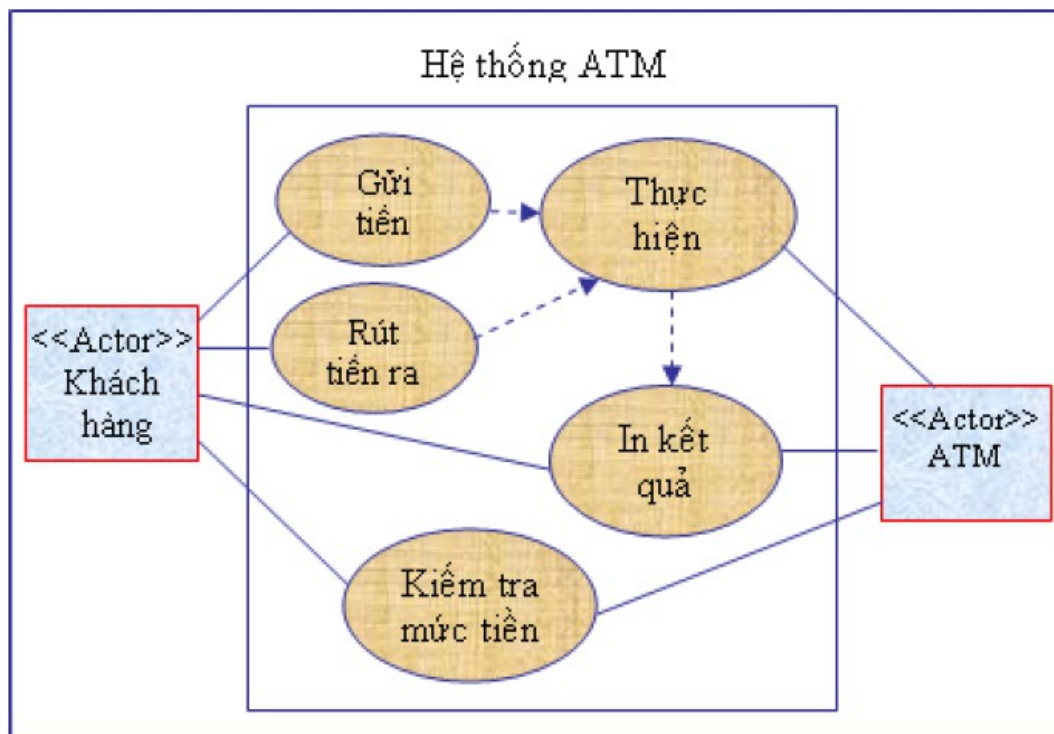 Hệ thống ATM
Gửi
tiền
Thực
hiện
<<Actor>>
Khách
hàng
Rút
tiền ra
In kết
quả
<<Actor>>
ATM
Kiểm tra
mức tiền